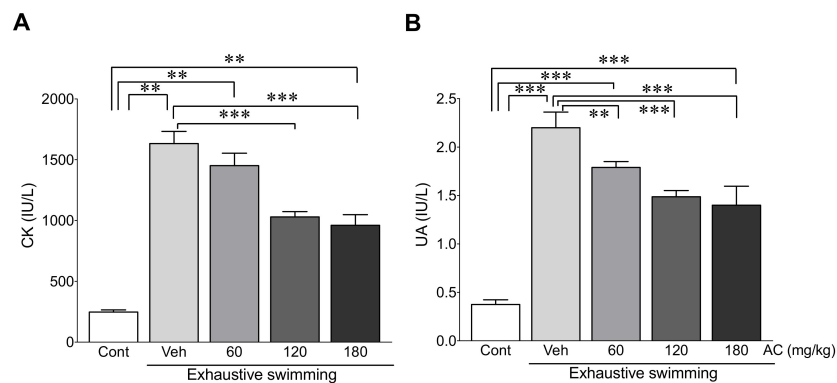 A
**
**
**
***
***
2000
1500
1000
500
0
CK (IU/L)
Cont Veh 60 120 180
Exhaustive swimming
B
***
***
***
***
**
***
2.5
2.0
1.5
1.0
0.5
0.0
UA (IU/L)
Cont Veh 60 120 180 AC (mg/kg)
Exhaustive swimming